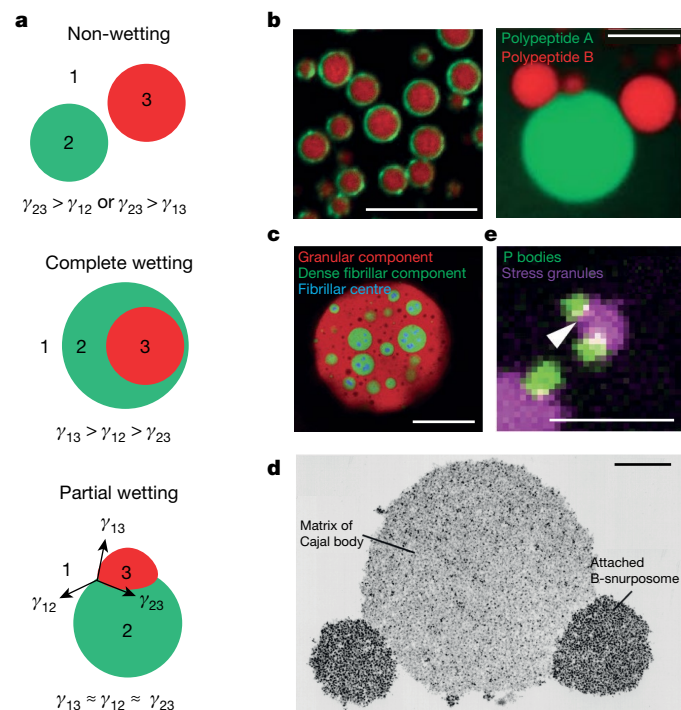 a
Non-wetting
1
3
2
γ23 > γ12 or γ23 > γ13
Complete wetting
1
2
3
γ13 > γ12 > γ23
Partial wetting
γ13
1
3
γ12
γ23
2
γ13 ≈ γ12 ≈ γ23
b
Polypeptide A
Polypeptide B
c
Granular component
Dense fibrillar component
Fibrillar centre
e
P bodies
Stress granules
d
Matrix of
Cajal body
Attached
B-snurposome